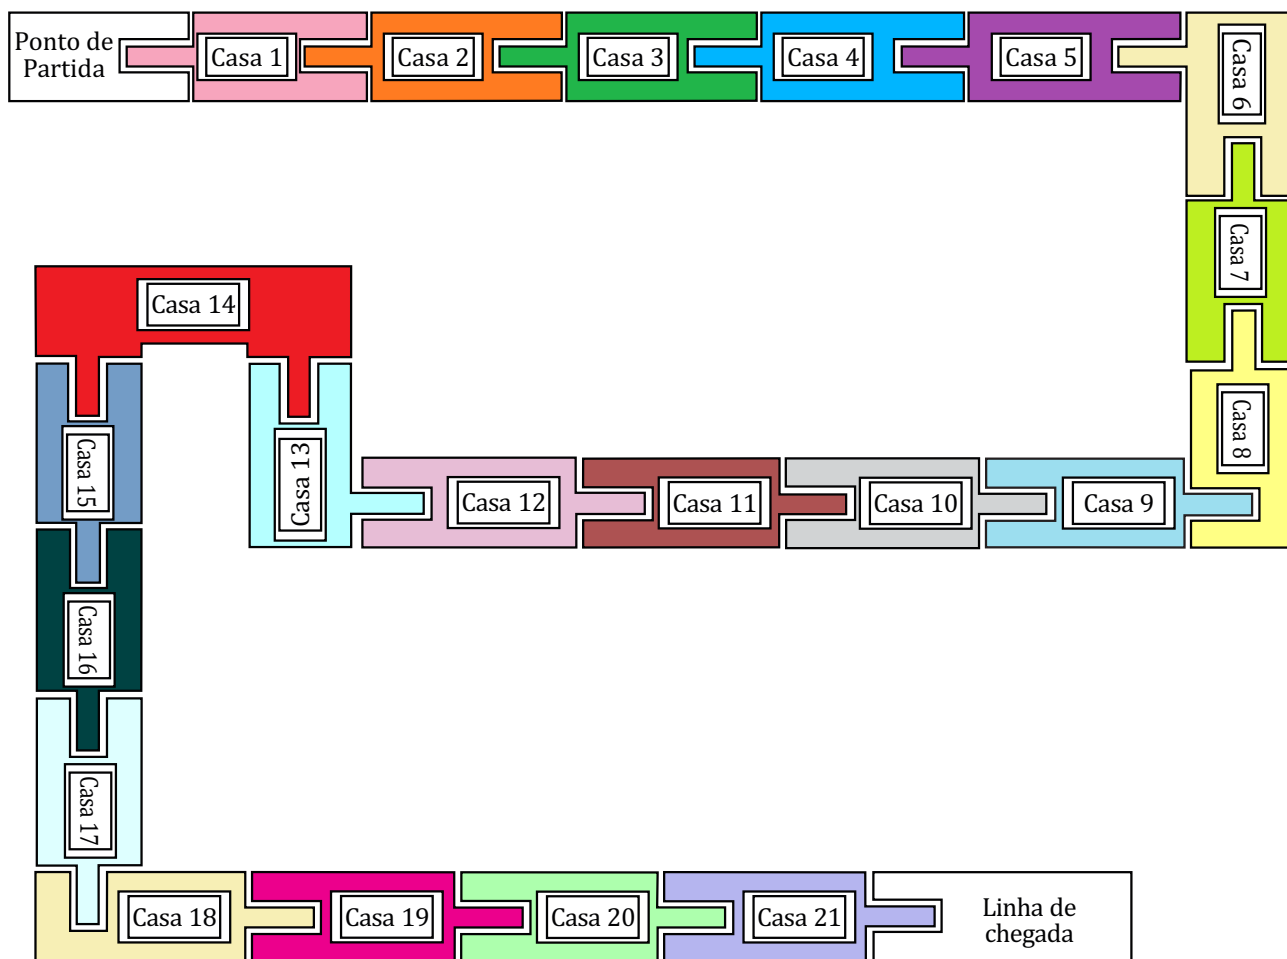 Ponto de
Partida
Casa 1
Casa 2
Casa 3
Casa 4
Casa 5
Casa 6
Casa 7
Casa 8
Casa 9
Casa 10
Casa 11
Casa 12
Casa 13
Casa 14
Casa 15
Casa 16
Casa 17
Casa 18
Casa 19
Casa 20
Casa 21
Linha de
chegada